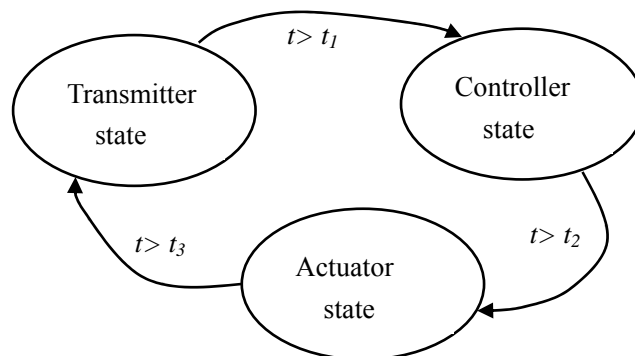 t> t1
Transmitter
state
Controller
state
t> t3
t> t2
Actuator
state